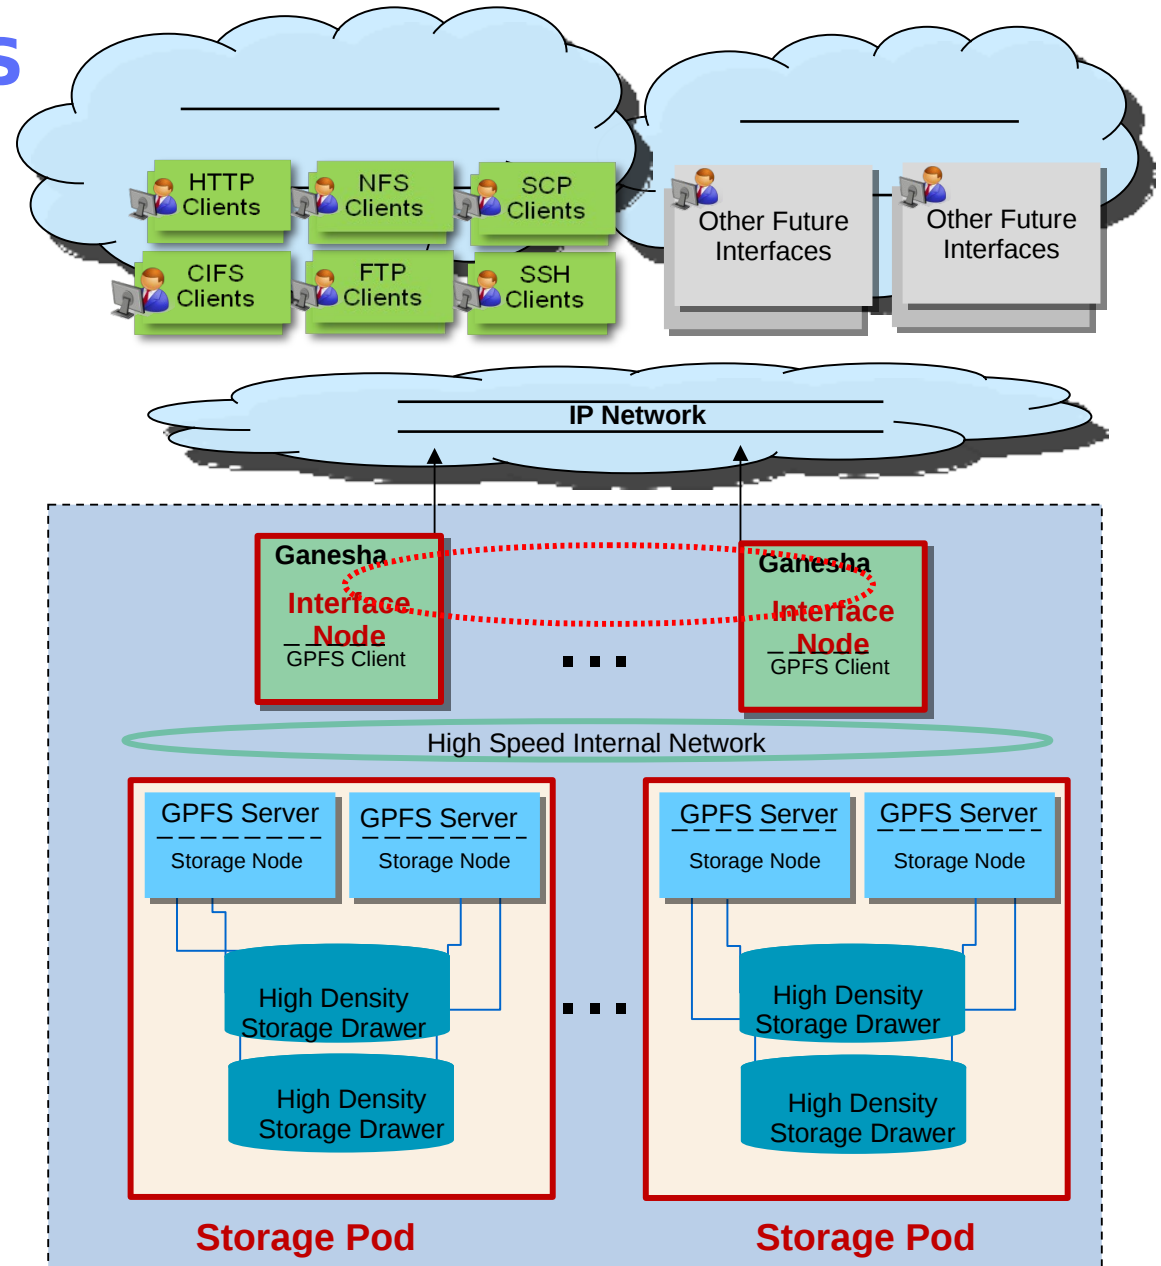 s
HTTP
Clients
NFS
Clients
SCP
Clients
CIFS
Clients
FTP
Clients
SSH
Clients
Other Future
Interfaces
Other Future
Interfaces
IP Network
Ganesha
Interface
Node
GPFS Client
Ganesha
Interface
Node
GPFS Client
...
High Speed Internal Network
GPFS Server
Storage Node
GPFS Server
Storage Node
GPFS Server
Storage Node
GPFS Server
Storage Node
High Density
Storage Drawer
High Density
Storage Drawer
...
High Density
Storage Drawer
High Density
Storage Drawer
Storage Pod
Storage Pod